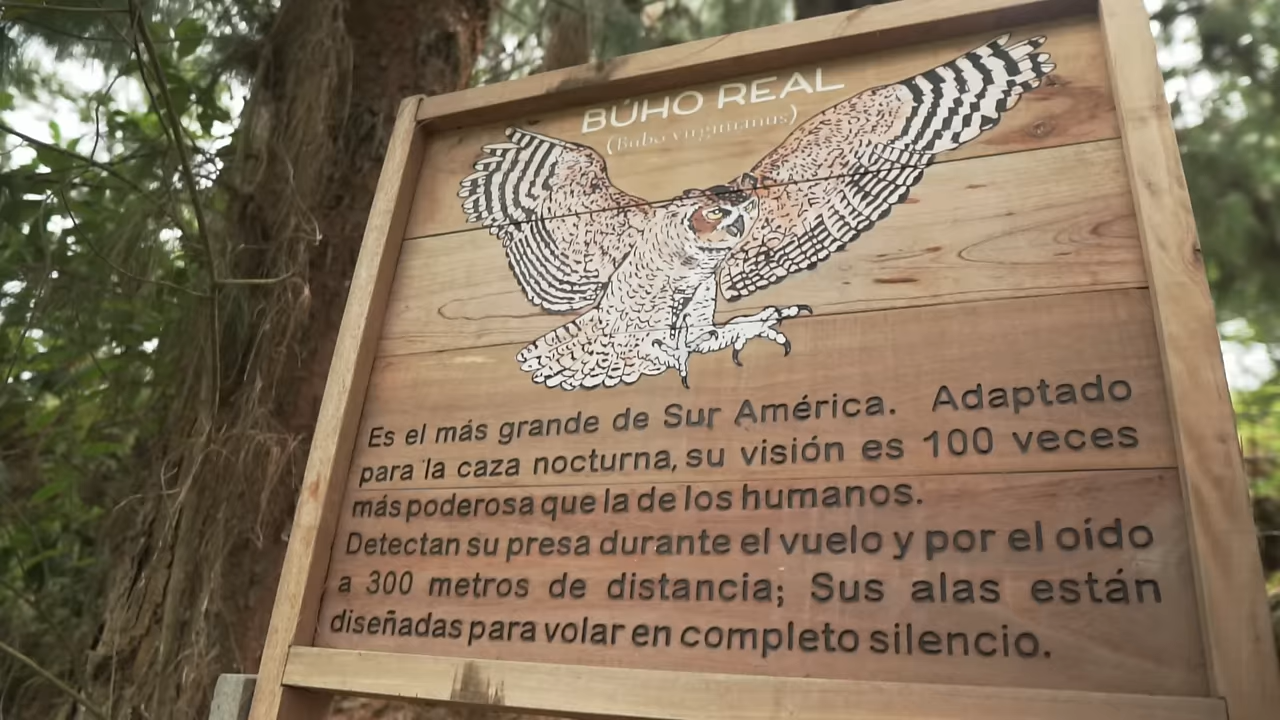 BÚHO REAL
(Bubo virginianus)
Es el más grande de Sur América. Adaptado
para la caza nocturna, su visión es 100 veces
más poderosa que la de los humanos.
Detectan su presa durante el vuelo y por el oído
a 300 metros de distancia; Sus alas están
diseñadas para volar en completo silencio.